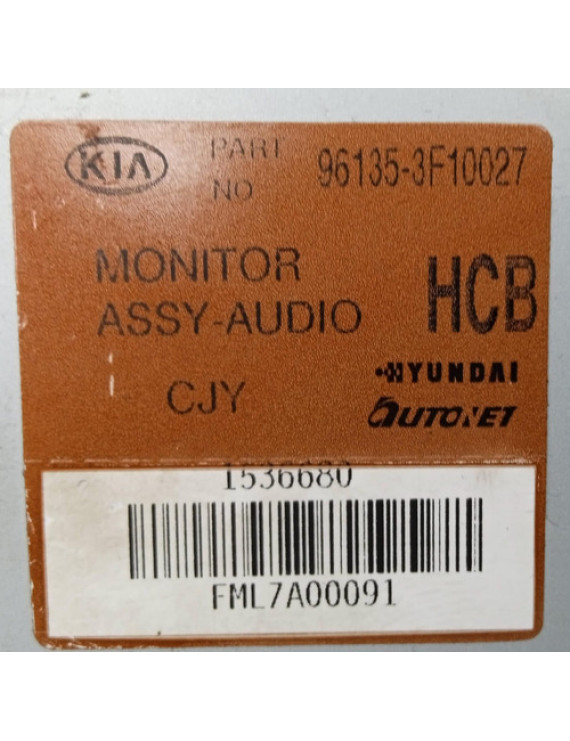 KIA PART NO 96135-3F10027
MONITOR
ASSY-AUDIO HCB
CJY HYUNDAI
AUTONET
1536680
FML7A00091